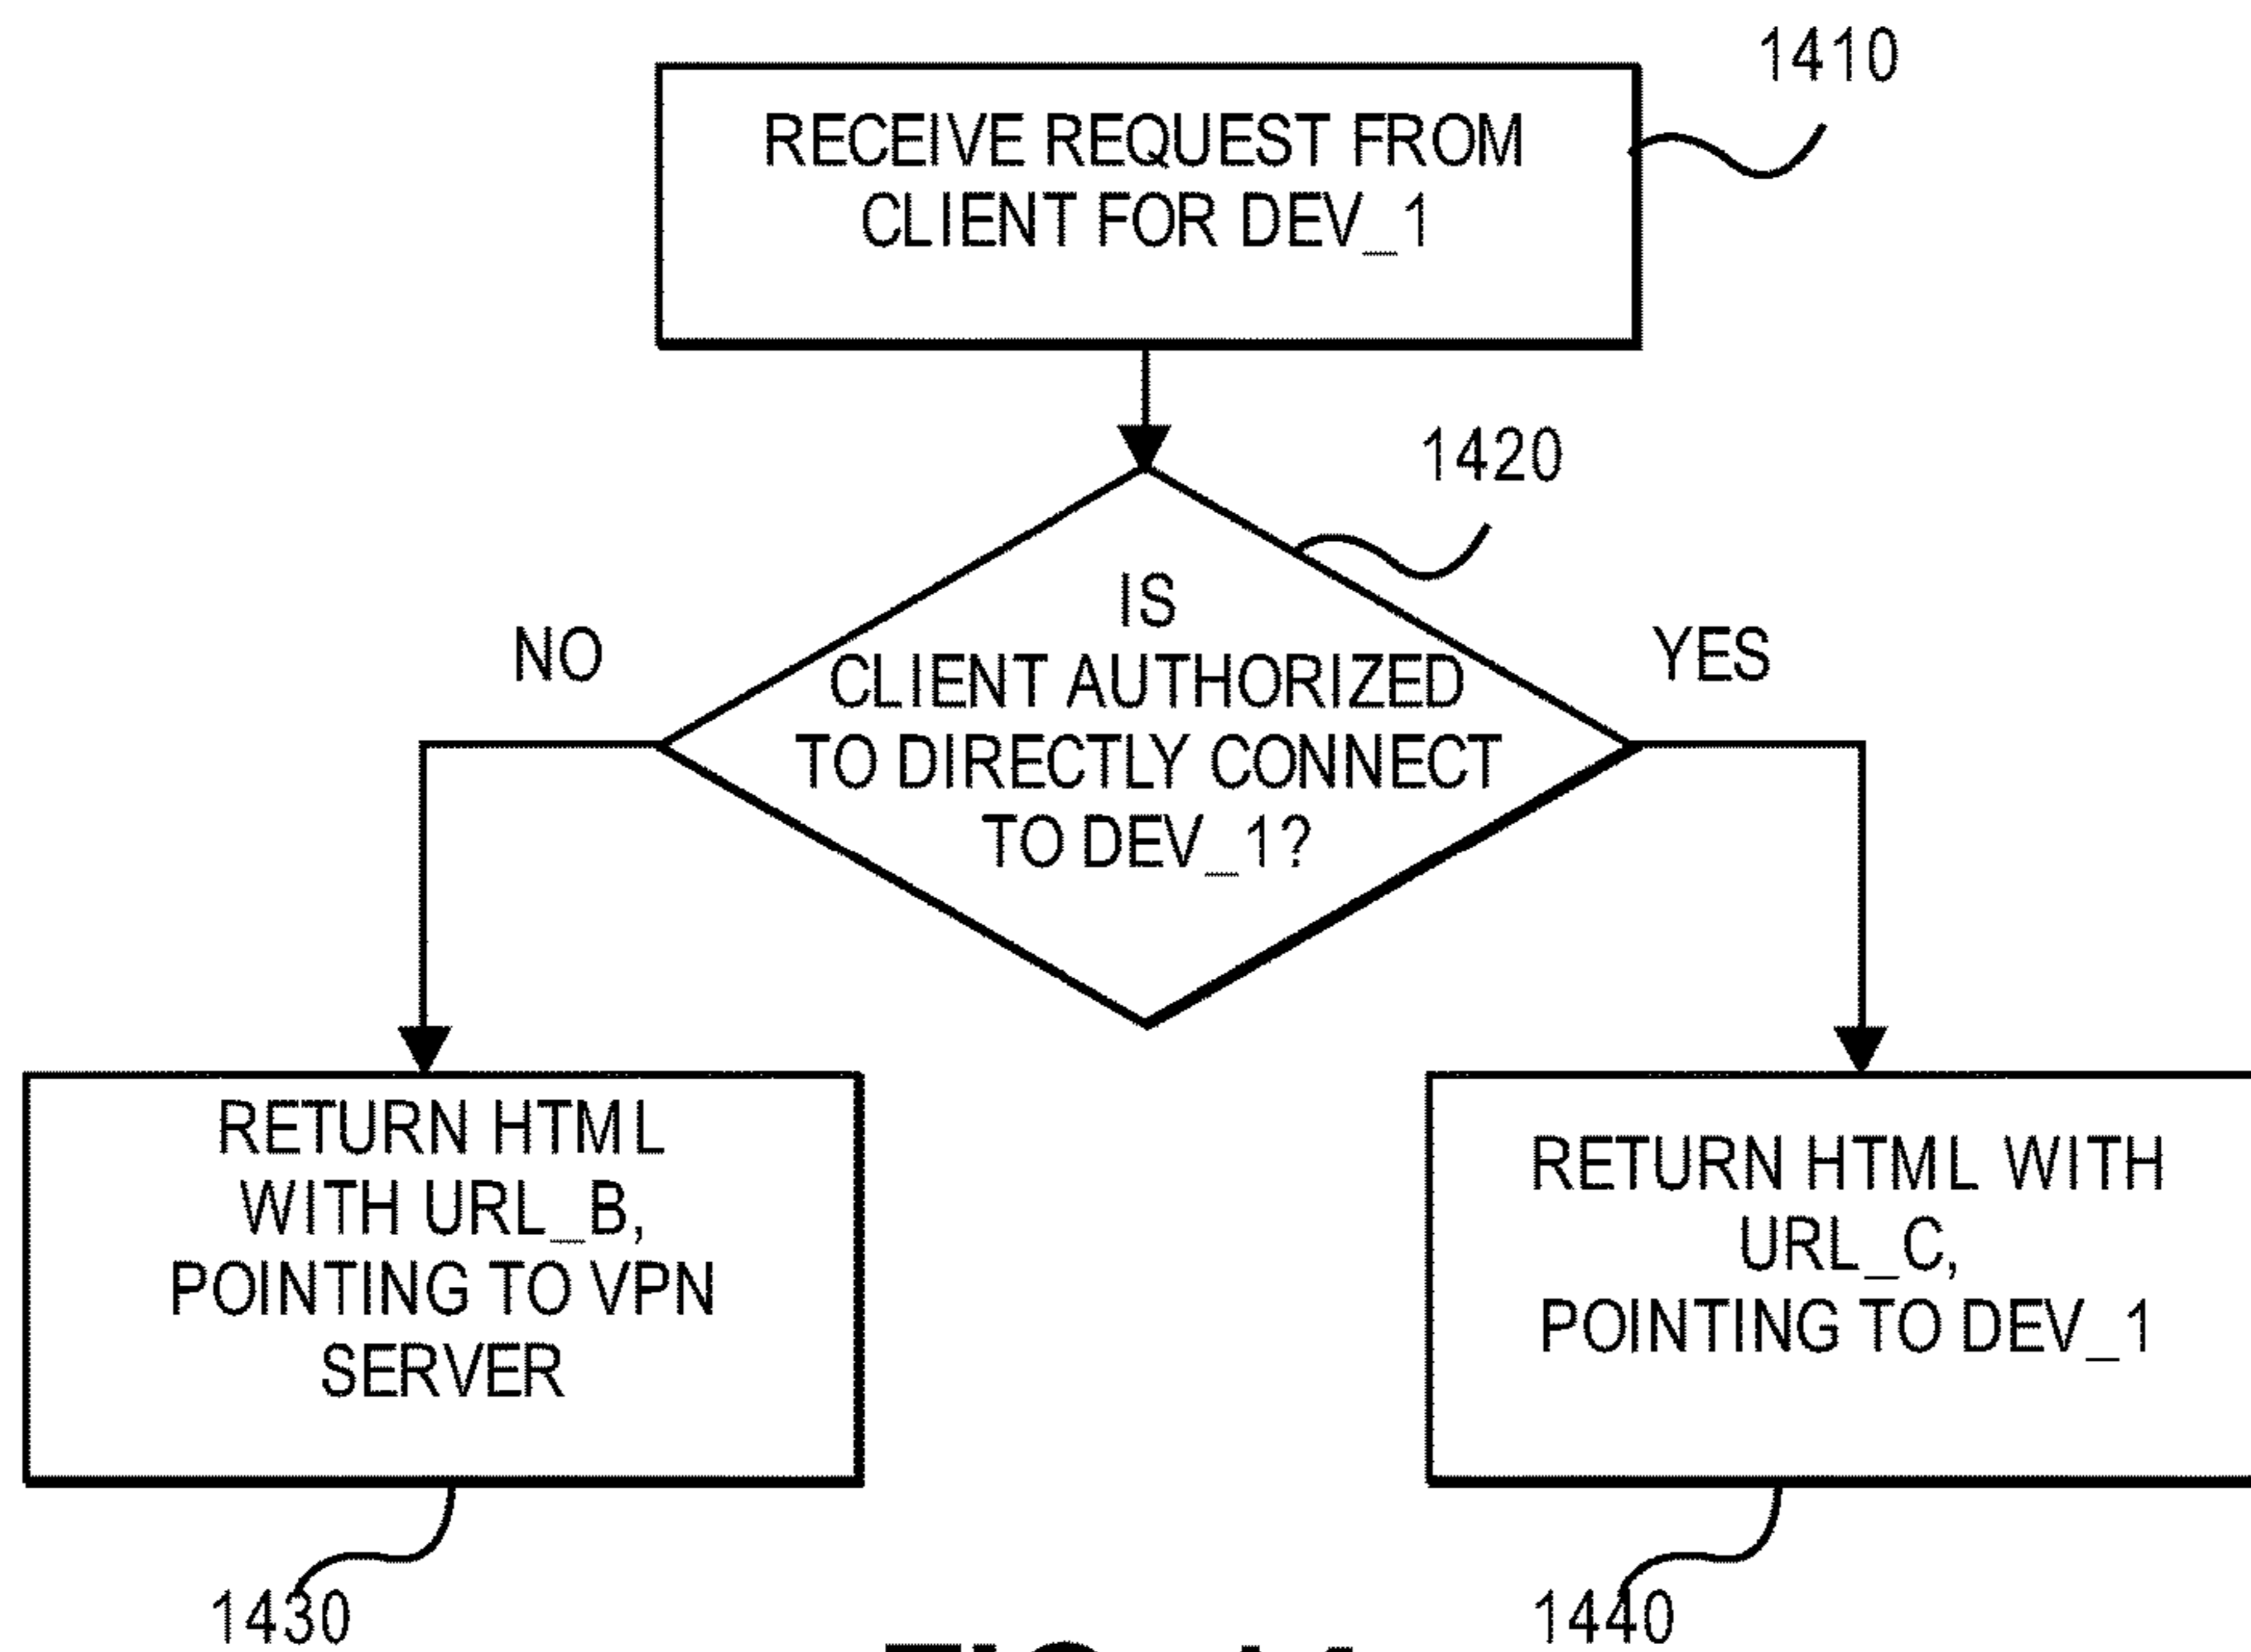 1410
RECEIVE REQUEST FROM
CLIENT FOR DEV_1
1420
IS
CLIENT AUTHORIZED
TO DIRECTLY CONNECT
TO DEV_1?
NO
YES
RETURN HTML
WITH URL_B,
POINTING TO VPN
SERVER
RETURN HTML WITH
URL_C,
POINTING TO DEV_1
1430
1440